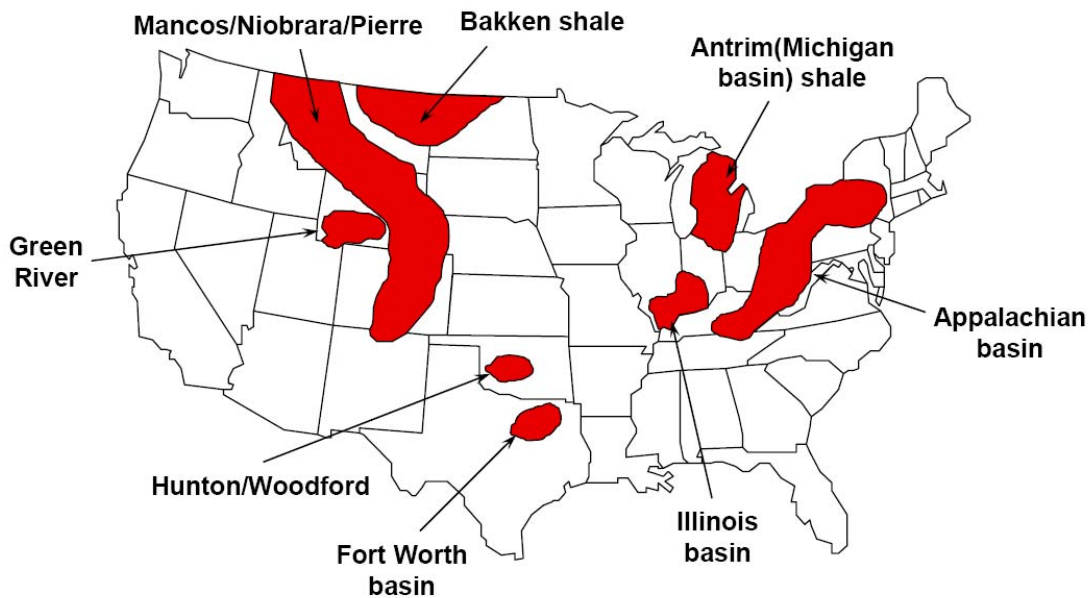 Mancos/Niobrara/Pierre
Bakken shale
Antrim(Michigan
basin) shale
Green
River
Appalachian
basin
Hunton/Woodford
Illinois
basin
Fort Worth
basin